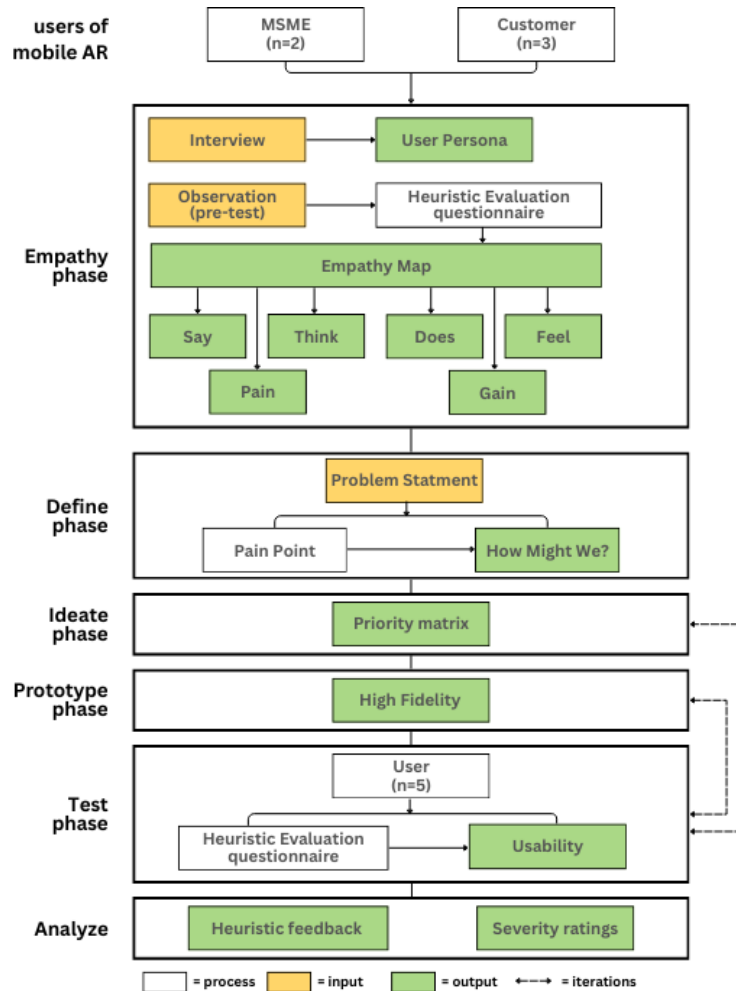 users of
mobile AR
MSME
(n=2)
Customer
(n=3)
Empathy
phase
Interview
User Persona
Observation
(pre-test)
Heuristic Evaluation
questionnaire
Empathy Map
Say
Think
Does
Feel
Pain
Gain
Define
phase
Problem Statment
Pain Point
How Might We?
Ideate
phase
Priority matrix
Prototype
phase
High Fidelity
Test
phase
User
(n=5)
Heuristic Evaluation
questionnaire
Usability
Analyze
Heuristic feedback
Severity ratings
= process
= input
= output
= iterations